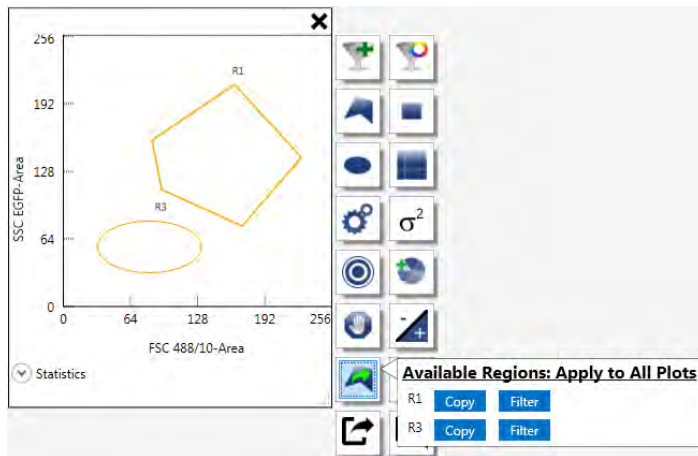 256
R1
192
128
SSC EGFP-Area
R3
64
0
0 64 128 192 256
FSC 488/10-Area
Statistics
σ²
- +
Available Regions: Apply to All Plots
R1 Copy Filter
R3 Copy Filter